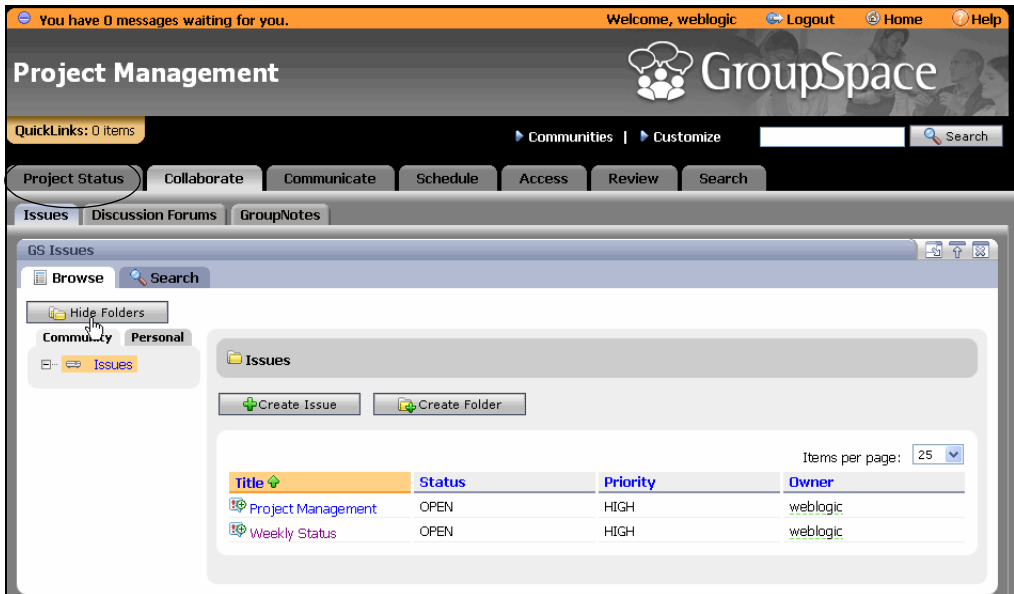 You have 0 messages waiting for you. Welcome, weblogic Logout Home Help
Project Management GroupSpace
QuickLinks: 0 items Communities | Customize Search
Project Status Collaborate Communicate Schedule Access Review Search
Issues Discussion Forums GroupNotes
GS Issues
Browse Search
Hide Folders
Community Personal
Issues
Issues
Create Issue Create Folder
Items per page: 25
Title Status Priority Owner
Project Management OPEN HIGH weblogic
Weekly Status OPEN HIGH weblogic